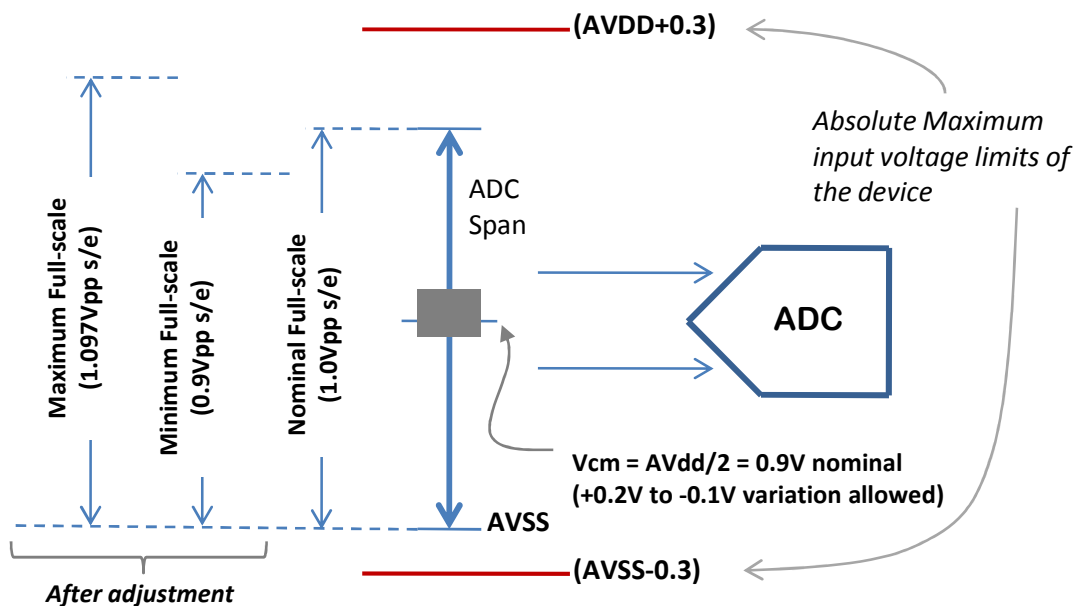 (AVDD+0.3)
Absolute Maximum
input voltage limits of
the device
Maximum Full-scale
(1.097Vpp s/e)
Minimum Full-scale
(0.9Vpp s/e)
Nominal Full-scale
(1.0Vpp s/e)
ADC
Span
ADC
Vcm = AVdd/2 = 0.9V nominal
(+0.2V to -0.1V variation allowed)
AVSS
(AVSS-0.3)
After adjustment